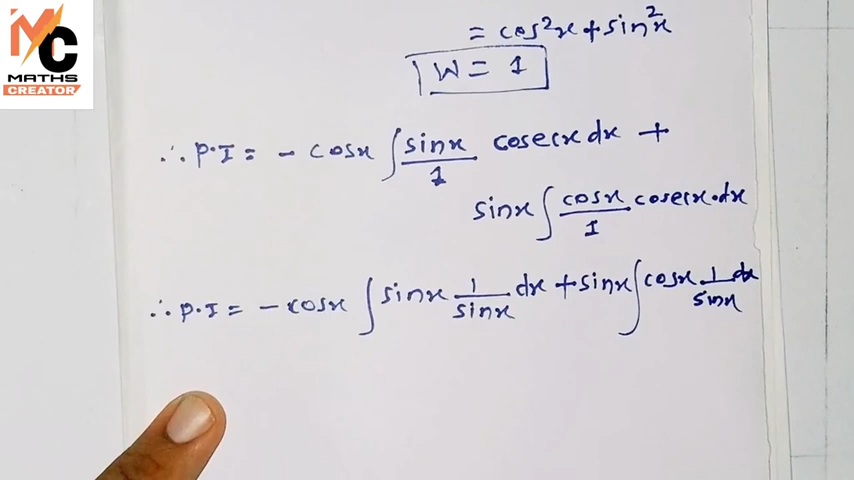 MC
MATHS
CREATOR
= cos²x + sin²x
W = 1
∴ P.I = - cosx ∫ sinx/1 cosecx dx +
sinx ∫ cosx/1 cosecx.dx
∴ P.I = - cosx ∫ sinx 1/sinx dx + sinx ∫ cosx 1/sinx dx